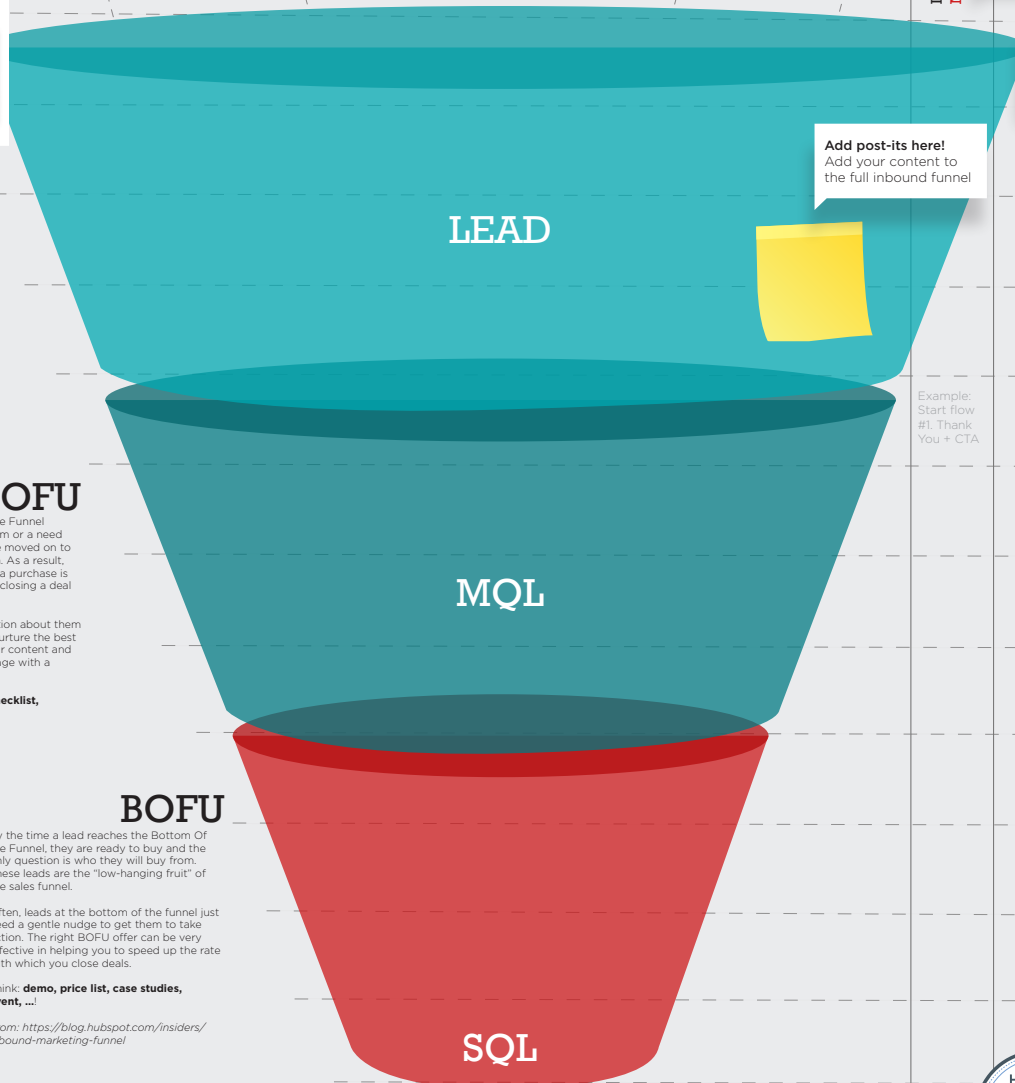 Add post-its here!
Add your content to
the full inbound funnel
LEAD
Example:
Start flow
#1. Thank
You + CTA
OFU
e Funnel
m or a need
moved on to
. As a result,
a purchase is
closing a deal
tion about them
urture the best
r content and
ge with a
ecklist,
MQL
BOFU
y the time a lead reaches the Bottom Of
e Funnel, they are ready to buy and the
nly question is who they will buy from.
hese leads are the “low-hanging fruit” of
e sales funnel.
ften, leads at the bottom of the funnel just
eed a gentle nudge to get them to take
ction. The right BOFU offer can be very
fective in helping you to speed up the rate
th which you close deals.
hink: demo, price list, case studies,
vent, ...!
om: https://blog.hubspot.com/insiders/
bound-marketing-funnel
SQL